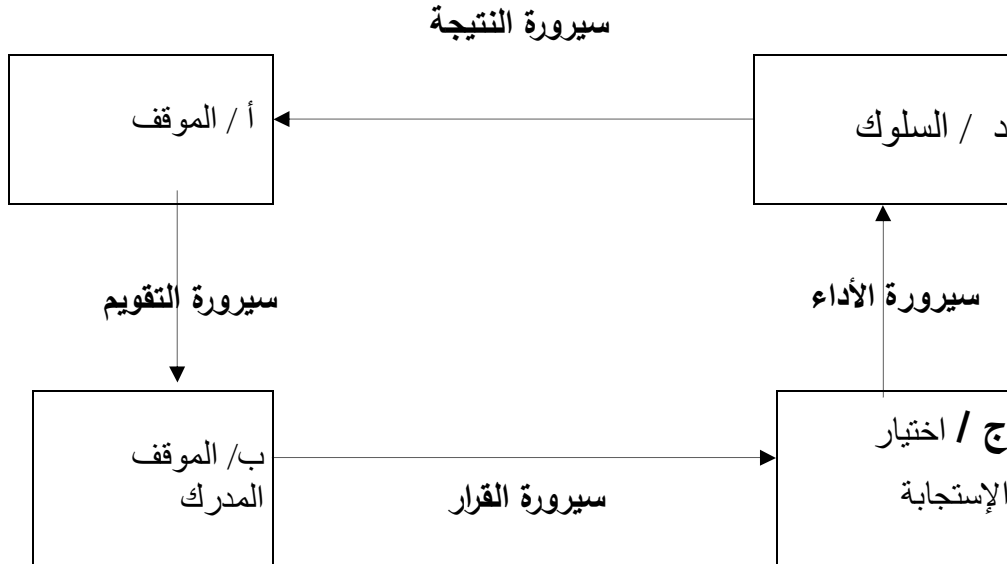 سيرورة النتيجة
د / السلوك
أ / الموقف
سيرورة الأداء
سيرورة التقويم
ج / اختيار
الإستجابة
ب/ الموقف
المدرك
سيرورة القرار